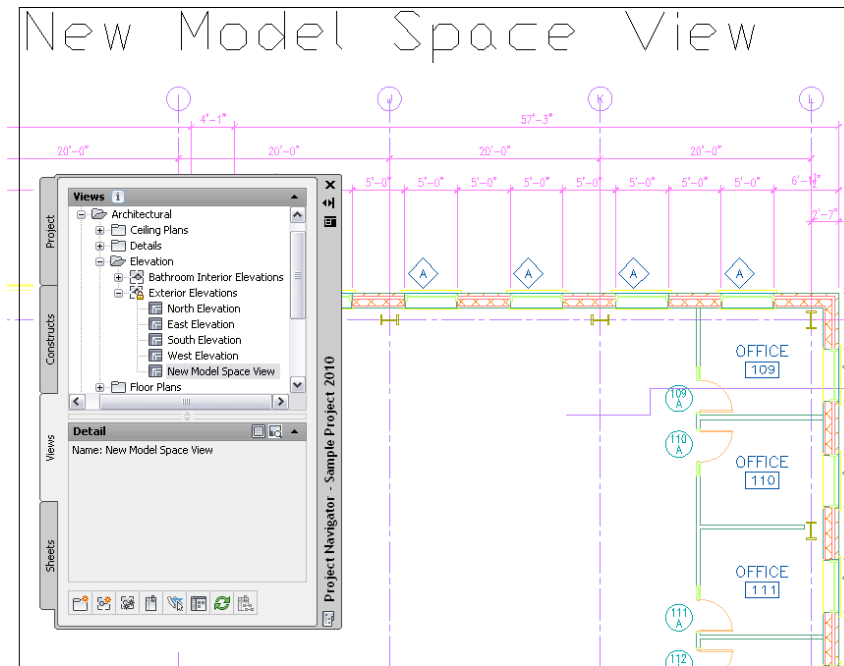 New Model Space View
J K L
4'-1" 57'-3"
20'-0" 20'-0" 20'-0" 20'-0"
5'-0" 5'-0" 5'-0" 5'-0" 5'-0" 5'-0" 5'-0" 5'-0" 6'-1½"
2'-7"
A A A A
Views
Architectural
Ceiling Plans
Details
Elevation
Bathroom Interior Elevations
Exterior Elevations
North Elevation
East Elevation
South Elevation
West Elevation
New Model Space View
Floor Plans
Detail
Name: New Model Space View
Project
Constructs
Views
Sheets
Project Navigator - Sample Project 2010
OFFICE
109
109
A
110
A
OFFICE
110
OFFICE
111
111
A
112